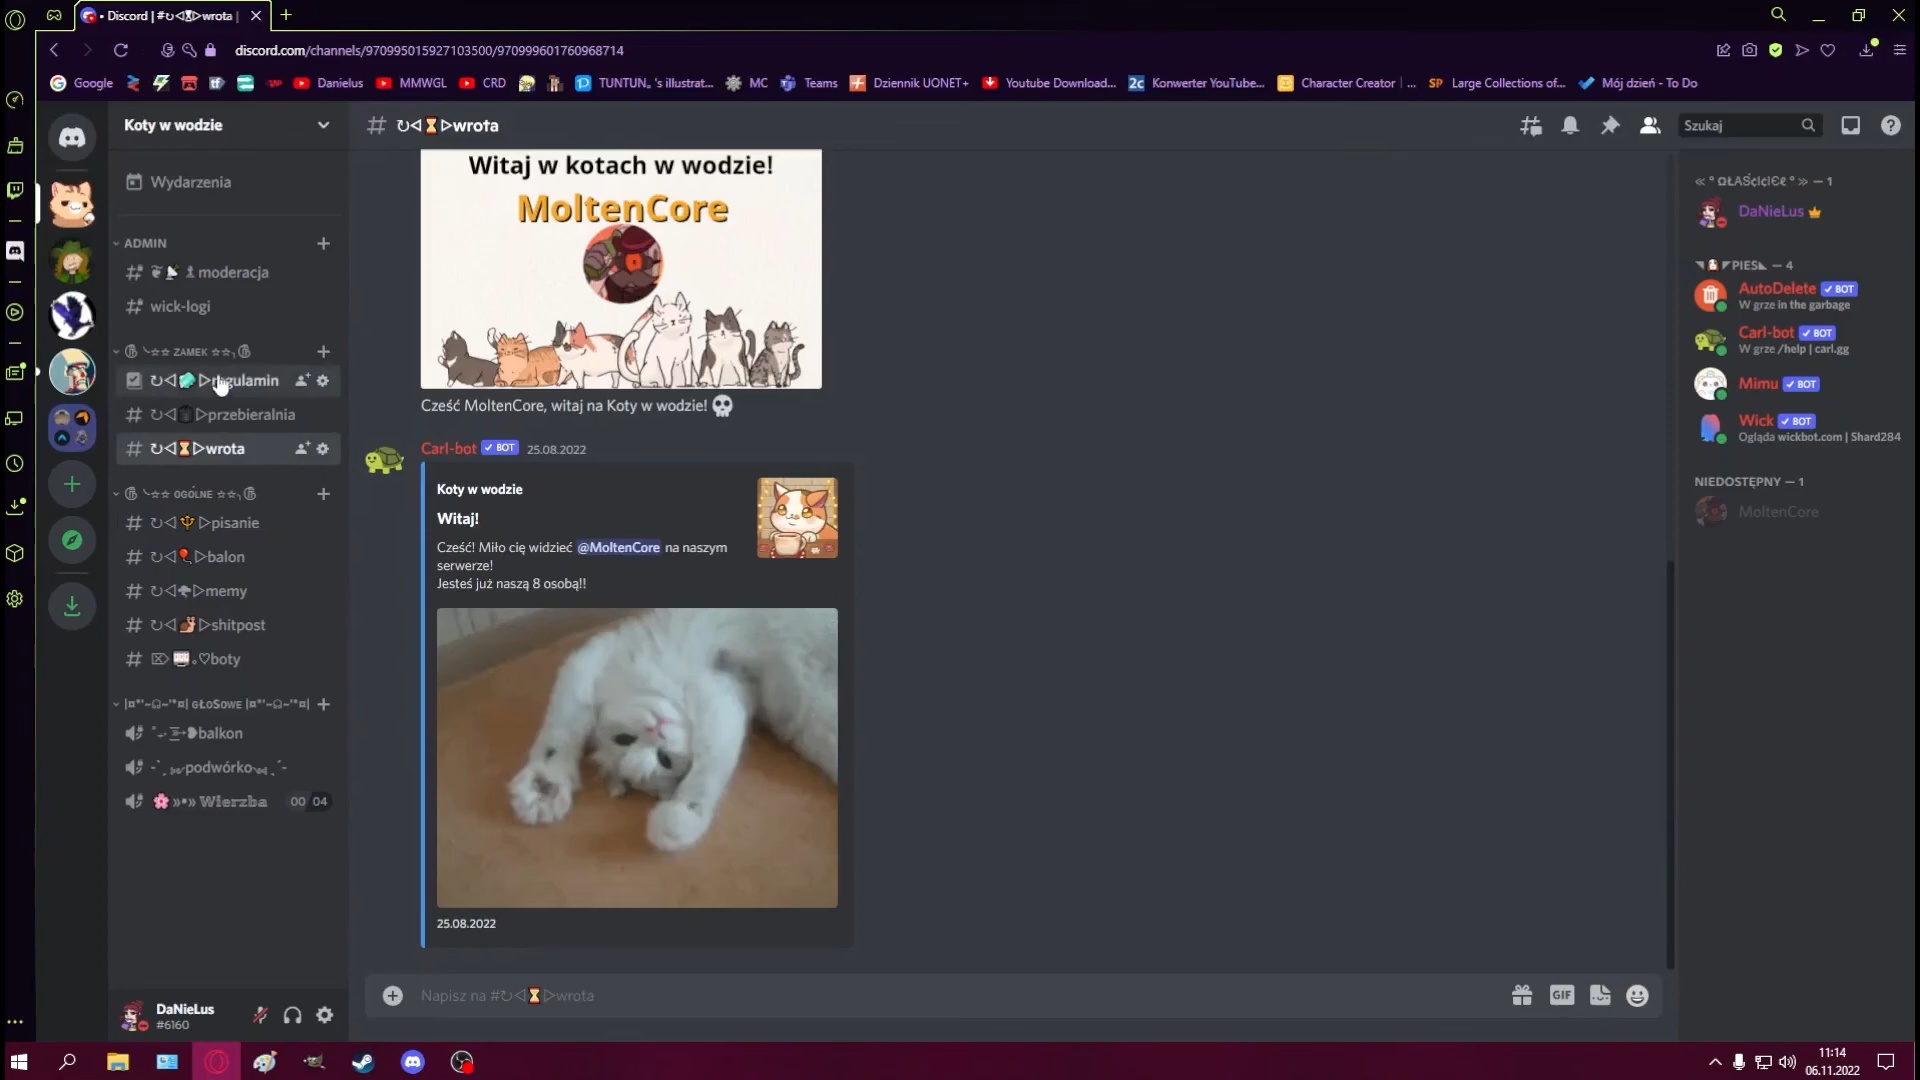 Discord | #↻◁⏳▷wrota |
discord.com/channels/970995015927103500/970999601760968714
Google
Danielus
MMWGL
CRD
TUNTUN。's illustrat...
MC
Teams
Dziennik UONET+
Youtube Download...
Konwerter YouTube...
Character Creator | ...
Large Collections of...
Mój dzień - To Do
Koty w wodzie
Wydarzenia
ADMIN
moderacja
wick-logi
ZAMEK
regulamin
przebieralnia
wrota
OGÓLNE
pisanie
balon
memy
shitpost
boty
GŁOSOWE
balkon
podwórko
Wierzba
00 04
DaNieLus
#6160
wrota
Szukaj
Witaj w kotach w wodzie!
MoltenCore
Cześć MoltenCore, witaj na Koty w wodzie! 💀
Carl-bot BOT 25.08.2022
Koty w wodzie
Witaj!
Cześć! Miło cię widzieć @MoltenCore na naszym
serwerze!
Jesteś już naszą 8 osobą!!
25.08.2022
Napisz na #↻◁⏳▷wrota
GIF
— 1
DaNieLus
PIES — 4
AutoDelete BOT
W grze in the garbage
Carl-bot BOT
W grze /help | carl.gg
Mimu BOT
Wick BOT
Ogląda wickbot.com | Shard284
NIEDOSTĘPNY — 1
MoltenCore
11:14
06.11.2022